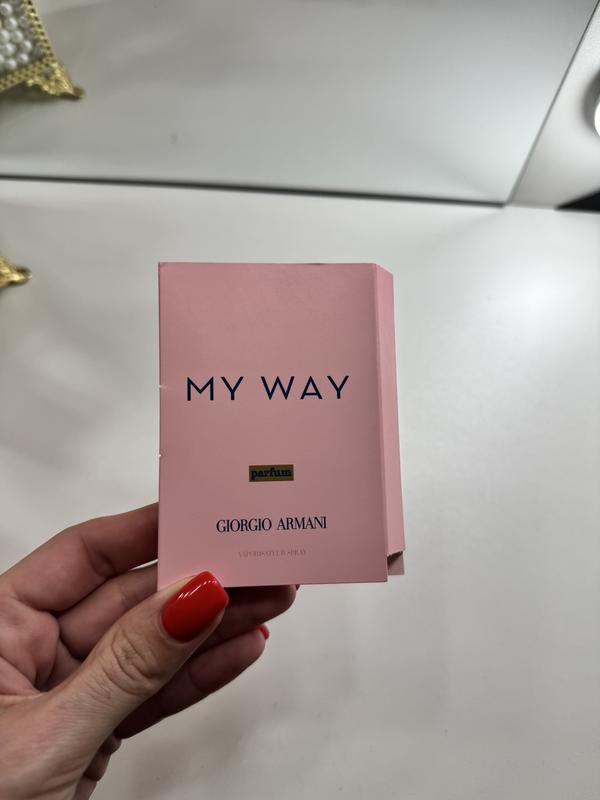 MY WAY
parfum
GIORGIO ARMANI
VAPORISATEUR SPRAY